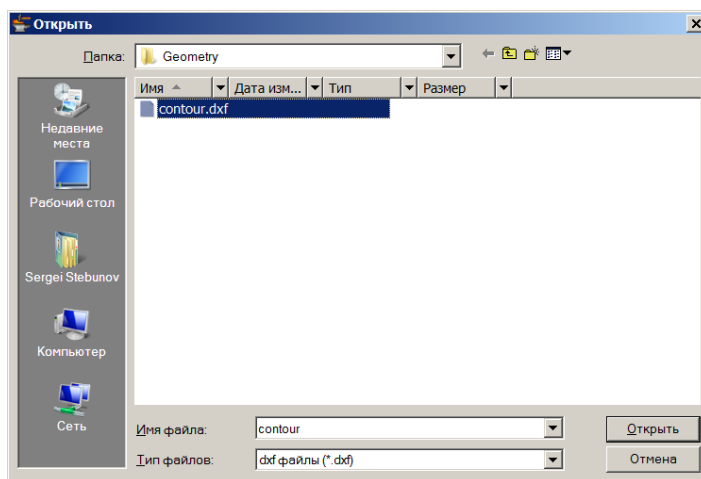 Открыть
Папка: Geometry
Имя Дата изм... Тип Размер
contour.dxf
Недавние
места
Рабочий стол
Sergei Stebunov
Компьютер
Сеть
Имя файла: contour Открыть
Тип файлов: dxf файлы (*.dxf) Отмена